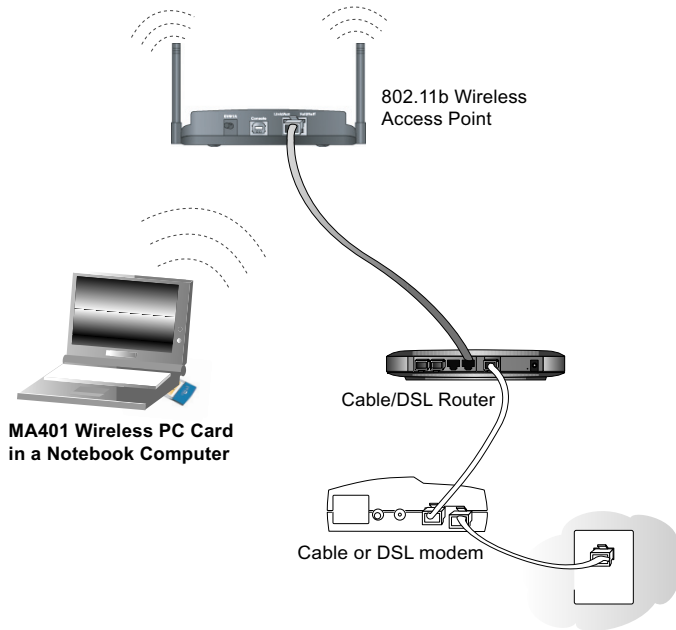 802.11b Wireless
Access Point
Console
Cable/DSL Router
MA401 Wireless PC Card
in a Notebook Computer
Cable or DSL modem